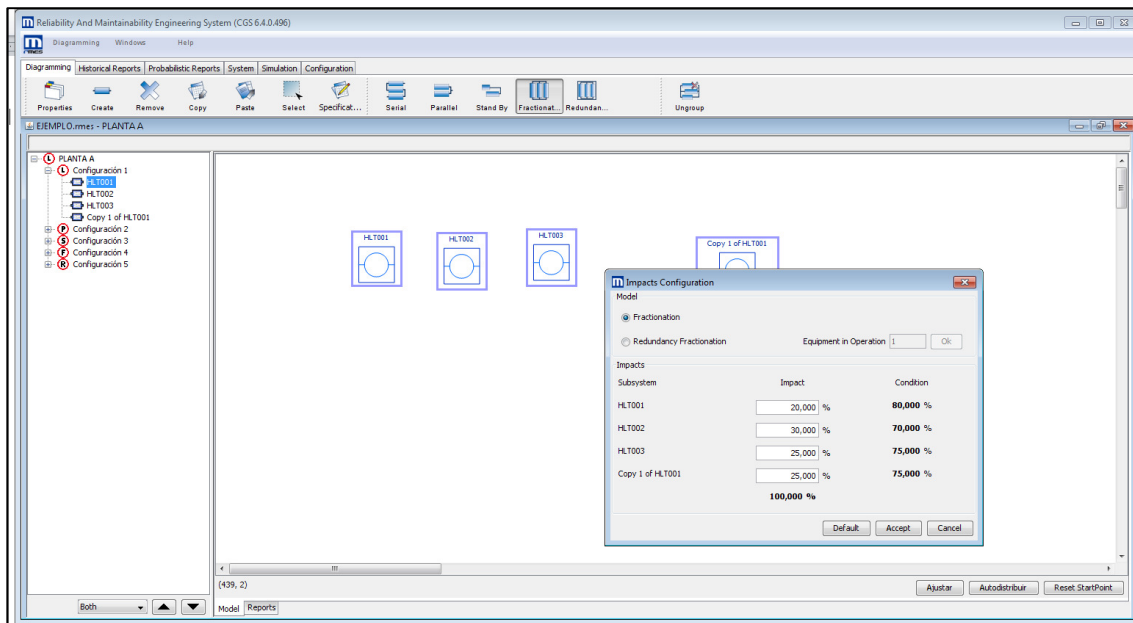 Reliability And Maintainability Engineering System (CGS 6.4.0.496)
Diagramming Windows Help
Diagramming Historical Reports Probabilistic Reports System Simulation Configuration
Properties Create Remove Copy Paste Select Specificat... Serial Parallel Stand By Fractionat... Redundan... Ungroup
EJEMPLO.rmes - PLANTA A
PLANTA A
Configuración 1
HLT001
HLT002
HLT003
Copy 1 of HLT001
Configuración 2
Configuración 3
Configuración 4
Configuración 5
HLT001
HLT002
HLT003
Copy 1 of HLT001
Impacts Configuration
Model
Fractionation
Redundancy Fractionation Equipment in Operation 1 Ok
Impacts
Subsystem Impact Condition
HLT001 20,000 % 80,000 %
HLT002 30,000 % 70,000 %
HLT003 25,000 % 75,000 %
Copy 1 of HLT001 25,000 % 75,000 %
100,000 %
Default Accept Cancel
(439, 2)
Ajustar Autodistribuir Reset StartPoint
Both
Model Reports